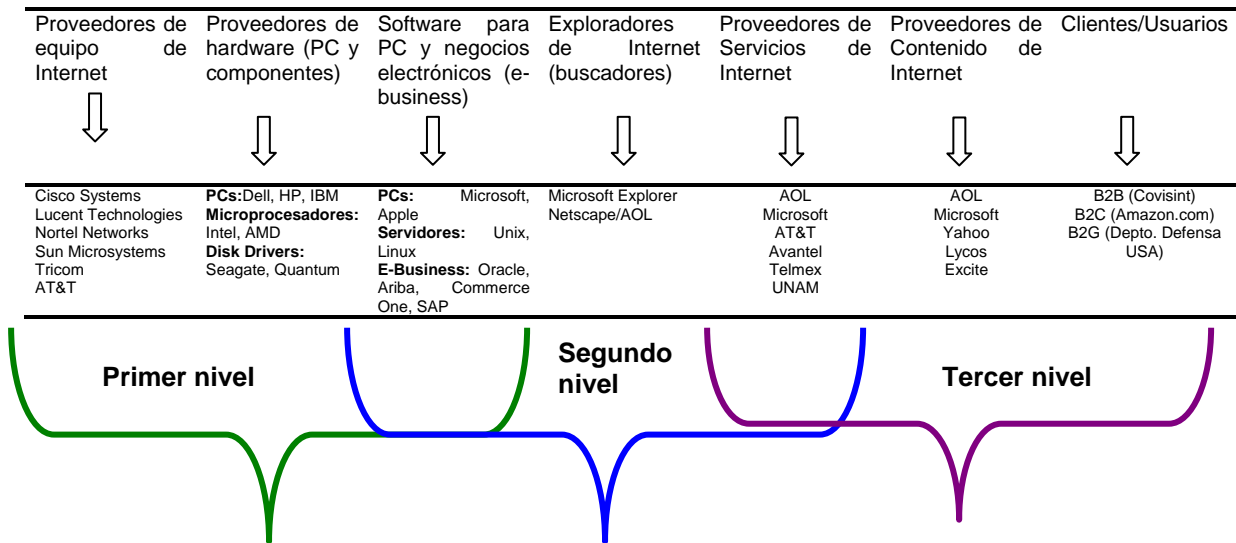 Proveedores de
equipo de
Internet
Proveedores de
hardware (PC y
componentes)
Software para
PC y negocios
electrónicos (e-
business)
Exploradores
de Internet
(buscadores)
Proveedores de
Servicios de
Internet
Proveedores de
Contenido de
Internet
Clientes/Usuarios
Cisco Systems
Lucent Technologies
Nortel Networks
Sun Microsystems
Tricom
AT&T
PCs:Dell, HP, IBM
Microprocesadores:
Intel, AMD
Disk Drivers:
Seagate, Quantum
PCs: Microsoft,
Apple
Servidores: Unix,
Linux
E-Business: Oracle,
Ariba, Commerce
One, SAP
Microsoft Explorer
Netscape/AOL
AOL
Microsoft
AT&T
Avantel
Telmex
UNAM
AOL
Microsoft
Yahoo
Lycos
Excite
B2B (Covisint)
B2C (Amazon.com)
B2G (Depto. Defensa
USA)
Primer nivel
Segundo
nivel
Tercer nivel